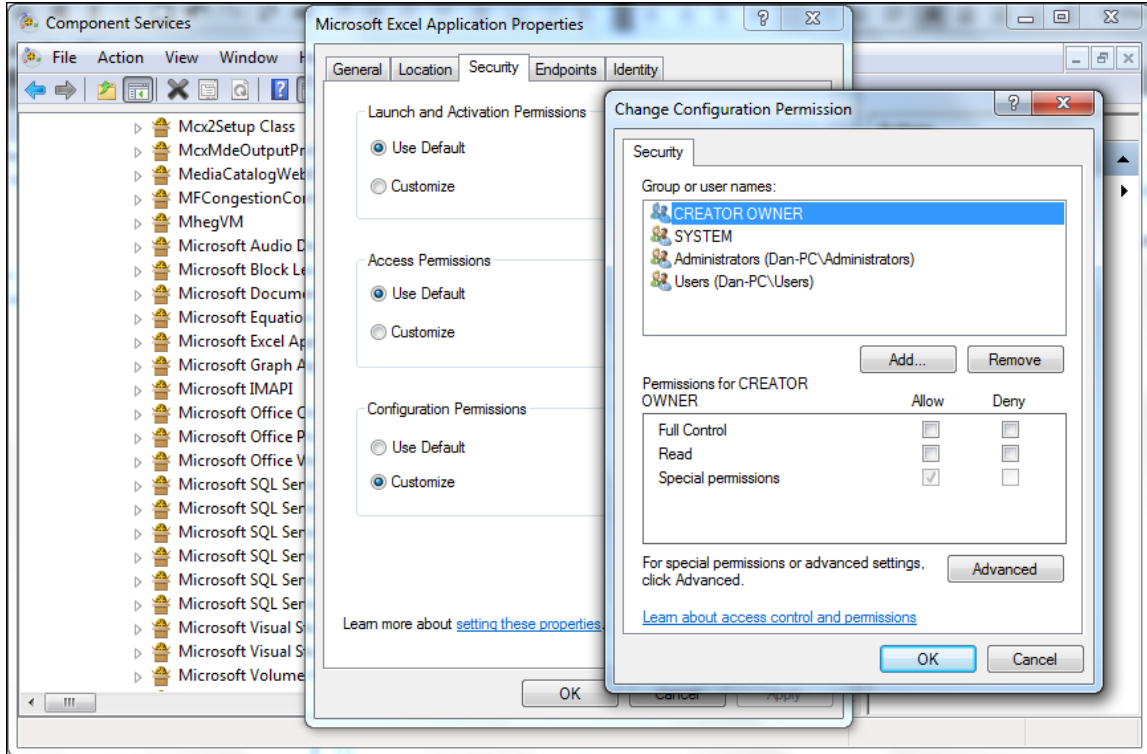 Component Services
File Action View Window H
Mcx2Setup Class
McxMdeOutputPr
MediaCatalogWeb
MFCongestionCon
MhegVM
Microsoft Audio D
Microsoft Block Le
Microsoft Docume
Microsoft Equatio
Microsoft Excel Ap
Microsoft Graph A
Microsoft IMAPI
Microsoft Office C
Microsoft Office P
Microsoft Office V
Microsoft SQL Ser
Microsoft SQL Ser
Microsoft SQL Ser
Microsoft SQL Ser
Microsoft SQL Ser
Microsoft SQL Ser
Microsoft Visual S
Microsoft Visual S
Microsoft Volume
Microsoft Excel Application Properties
General Location Security Endpoints Identity
Launch and Activation Permissions
Use Default
Customize
Access Permissions
Use Default
Customize
Configuration Permissions
Use Default
Customize
Learn more about setting these properties.
OK Cancel Apply
Change Configuration Permission
Security
Group or user names:
CREATOR OWNER
SYSTEM
Administrators (Dan-PC\Administrators)
Users (Dan-PC\Users)
Add... Remove
Permissions for CREATOR
OWNER Allow Deny
Full Control
Read
Special permissions
For special permissions or advanced settings,
click Advanced.
Advanced
Learn about access control and permissions
OK Cancel